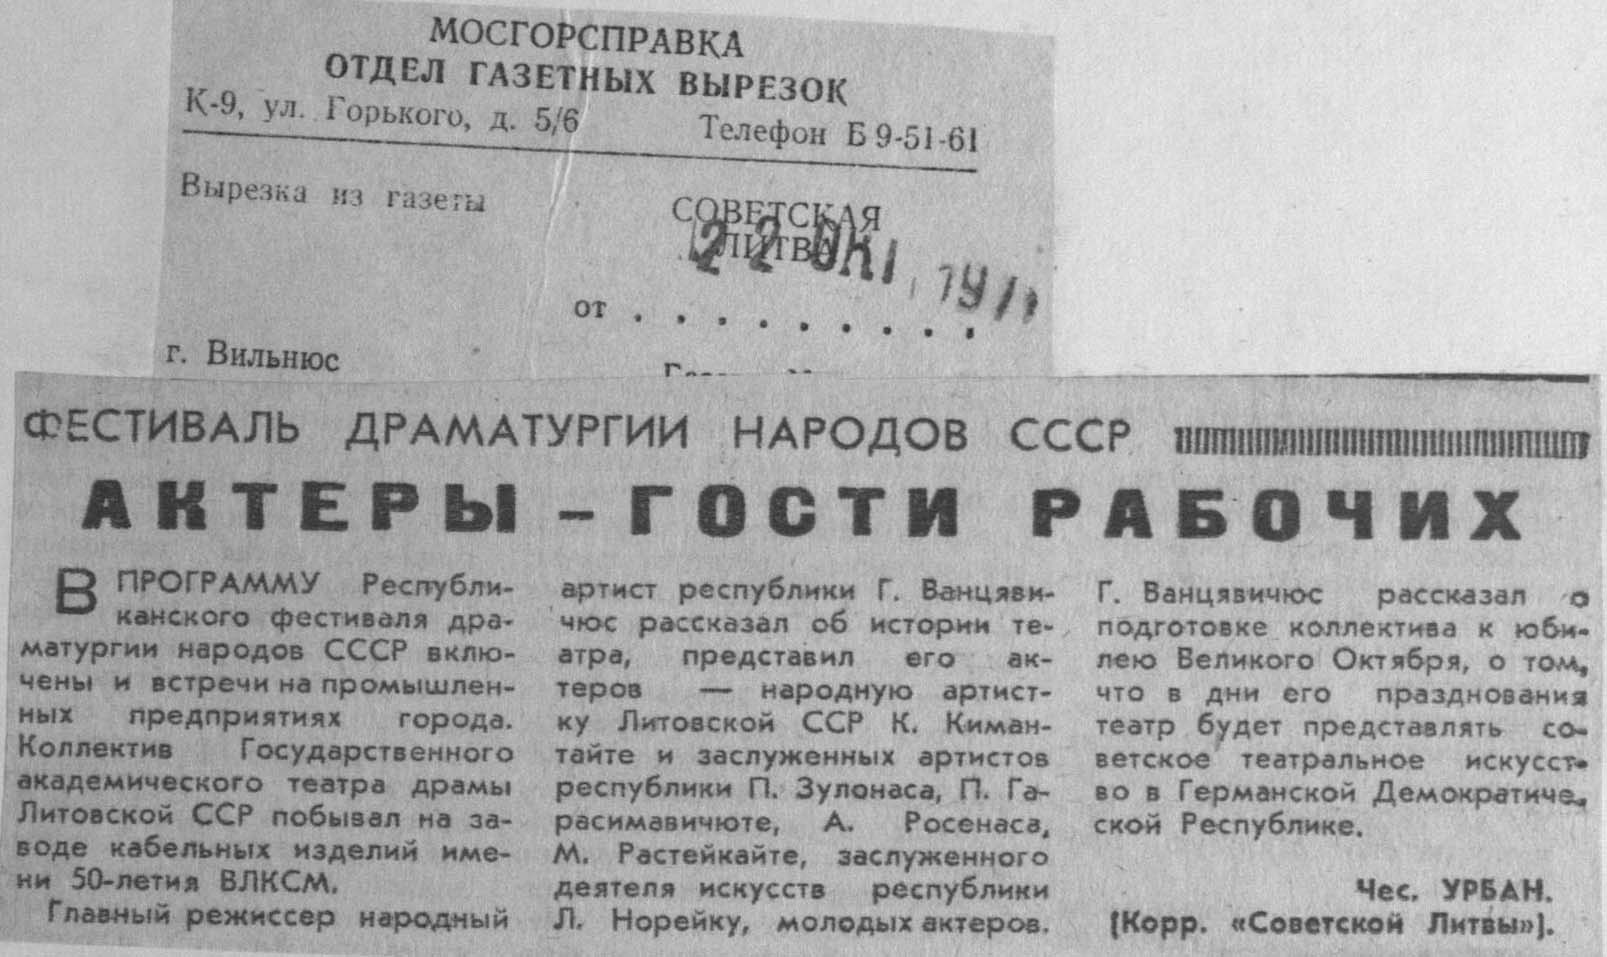 МОСГОРСПРАВКА
ОТДЕЛ ГАЗЕТНЫХ ВЫРЕЗОК
К-9, ул. Горького, д. 5/6 Телефон Б 9-51-61
Вырезка из газеты
СОВЕТСКАЯ
ЛИТВА
22 ОКТ. 197
от . . . . . . . . .
г. Вильнюс
ФЕСТИВАЛЬ ДРАМАТУРГИИ НАРОДОВ СССР
АКТЕРЫ – ГОСТИ РАБОЧИХ
В ПРОГРАММУ Республи-
канского фестиваля дра-
матургии народов СССР вклю-
чены и встречи на промышлен-
ных предприятиях города.
Коллектив Государственного
академического театра драмы
Литовской ССР побывал на за-
воде кабельных изделий име-
ни 50-летия ВЛКСМ.
Главный режиссер народный
артист республики Г. Ванцяви-
чюс рассказал об истории те-
атра, представил его ак-
теров — народную артист-
ку Литовской ССР К. Киман-
тайте и заслуженных артистов
республики П. Зулонаса, П. Га-
расимавичюте, А. Росенаса,
М. Растейкайте, заслуженного
деятеля искусств республики
Л. Норейку, молодых актеров.
Г. Ванцявичюс рассказал о
подготовке коллектива к юби-
лею Великого Октября, о том,
что в дни его празднования
театр будет представлять со-
ветское театральное искусст-
во в Германской Демократиче-
ской Республике.
Чес. УРБАН.
(Корр. «Советской Литвы»).